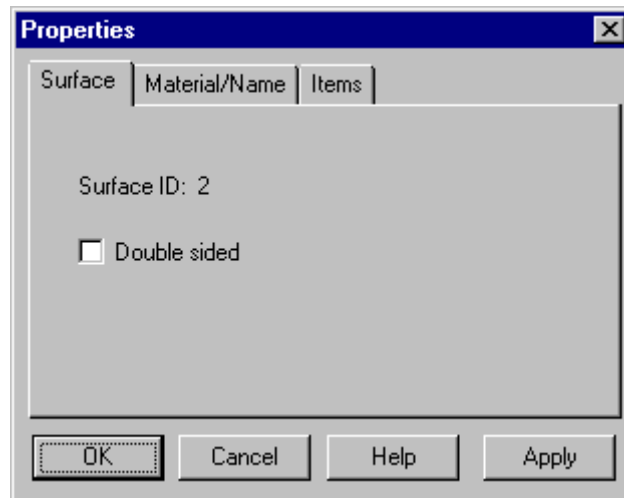 Properties
Surface Material/Name Items
Surface ID: 2
Double sided
OK Cancel Help Apply